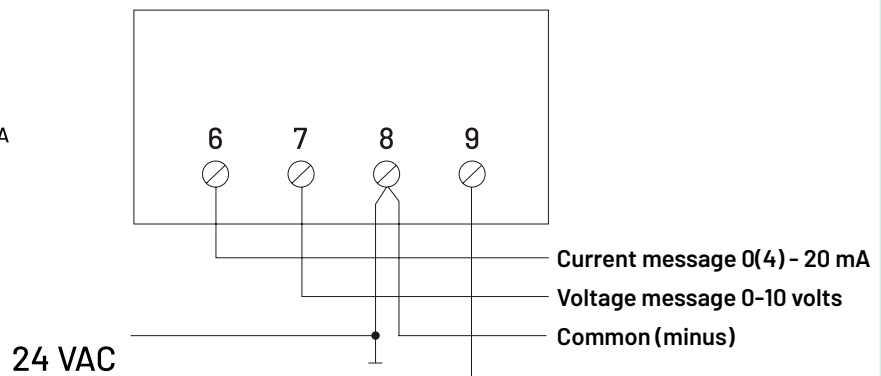 A
6 7 8 9
Current message 0(4) - 20 mA
Voltage message 0-10 volts
Common (minus)
24 VAC